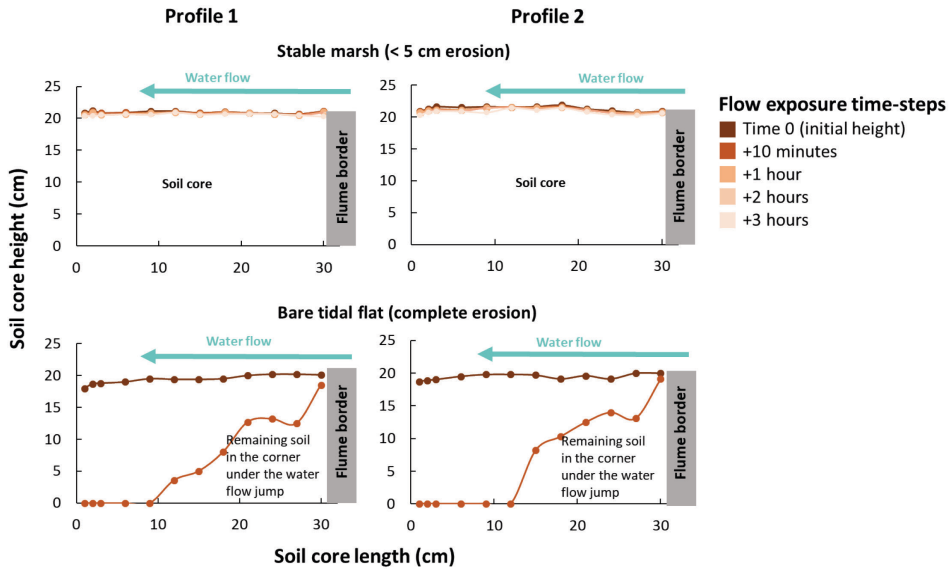 Profile 1
Profile 2
Stable marsh (< 5 cm erosion)
Water flow
Water flow
25
20
15
10
5
0
Soil core
Flume border
0
10
20
30
25
20
15
10
5
0
Soil core
Flume border
0
10
20
30
Flow exposure time-steps
Time 0 (initial height)
+10 minutes
+1 hour
+2 hours
+3 hours
Soil core height (cm)
Bare tidal flat (complete erosion)
Water flow
Water flow
25
20
15
10
5
0
Remaining soil
in the corner
under the water
flow jump
Flume border
0
10
20
30
25
20
15
10
5
0
Remaining soil
in the corner
under the water
flow jump
Flume border
0
10
20
30
Soil core length (cm)